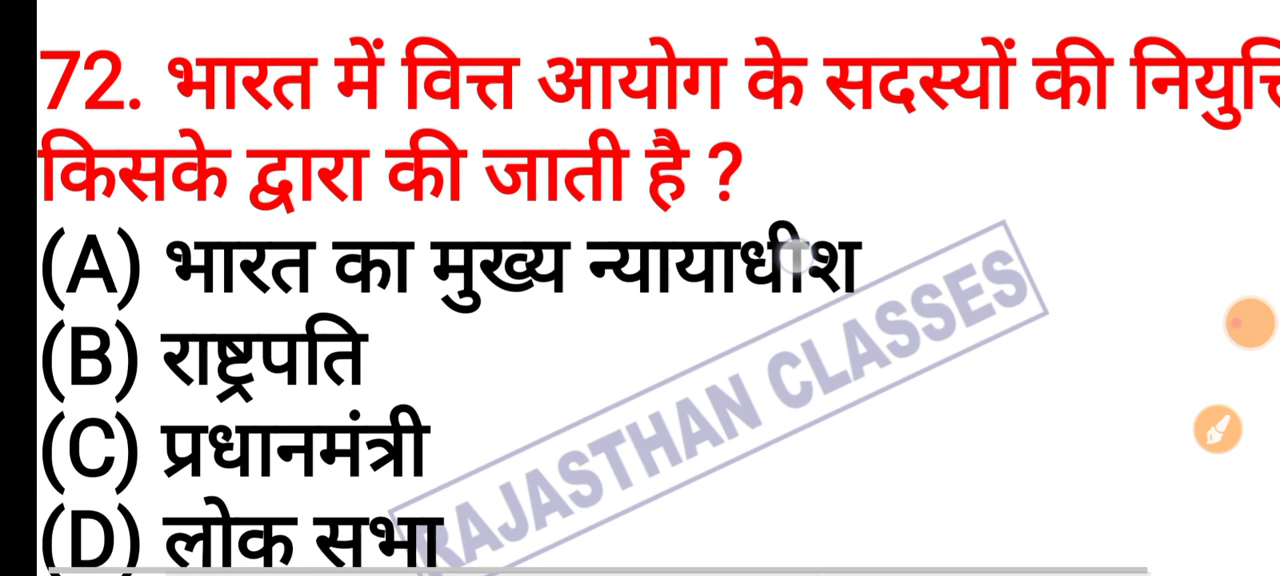 72. भारत में वित्त आयोग के सदस्यों की
किसके द्वारा की जाती है ?
(A) भारत का मुख्य न्यायाधीश
(B) राष्ट्रपति
(C) प्रधानमंत्री
(D) लोक सभा
RAJASTHAN CLASSES